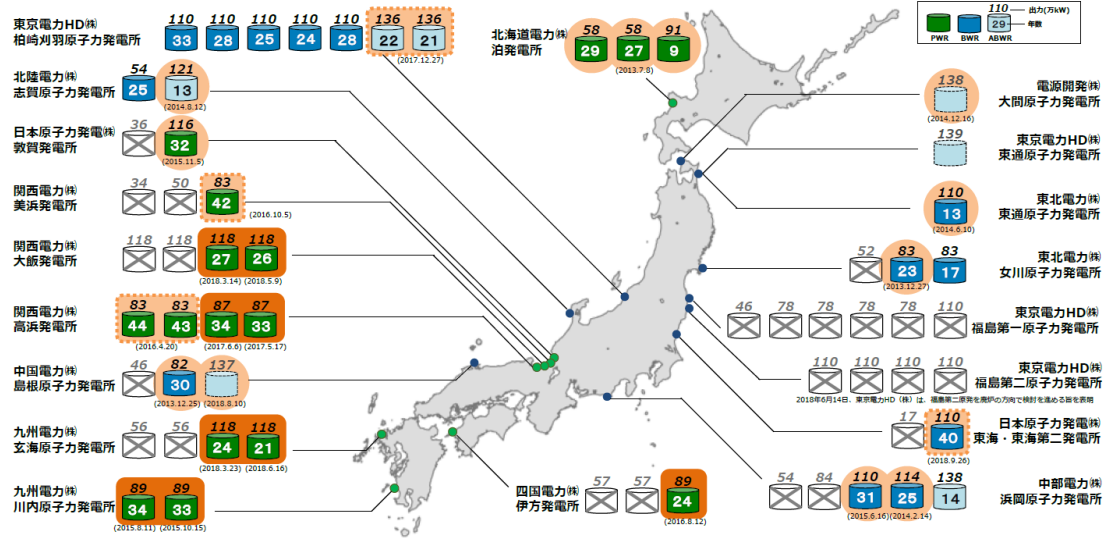 東京電力HD㈱
柏崎刈羽原子力発電所
110 110 110 110 110 136 136
33 28 25 24 28 22 21
(2017.12.27)
北陸電力㈱
志賀原子力発電所
54 121
25 13
(2014.8.12)
日本原子力発電㈱
敦賀発電所
36 116
32
(2015.11.5)
関西電力㈱
美浜発電所
34 50 83
42
(2016.10.5)
関西電力㈱
大飯発電所
118 118 118 118
27 26
(2018.3.14) (2018.5.9)
関西電力㈱
高浜発電所
83 83 87 87
44 43 34 33
(2016.4.20) (2017.6.6) (2017.5.17)
中国電力㈱
島根原子力発電所
46 82 137
30
(2013.12.25) (2018.8.10)
九州電力㈱
玄海原子力発電所
56 56 118 118
24 21
(2018.3.23) (2018.6.16)
九州電力㈱
川内原子力発電所
89 89
34 33
(2015.8.11) (2015.10.15)
北海道電力㈱
泊発電所
58 58 91
29 27 9
(2013.7.8)
四国電力㈱
伊方発電所
57 57 89
24
(2016.8.12)
110 出力(万kW)
29 年数
PWR BWR ABWR
138
電源開発㈱
大間原子力発電所
(2014.12.16)
139
東京電力HD㈱
東通原子力発電所
110
13
東北電力㈱
東通原子力発電所
(2014.6.10)
52 83 83
23 17
東北電力㈱
女川原子力発電所
(2013.12.27)
46 78 78 78 78 110
東京電力HD㈱
福島第一原子力発電所
110 110 110 110
東京電力HD㈱
福島第二原子力発電所
2018年6月14日、東京電力HD（株）は、福島第二原発を廃炉の方向で検討を進める旨を表明
17 110
40
日本原子力発電㈱
東海・東海第二発電所
(2018.9.26)
54 84 110 114 138
31 25 14
中部電力㈱
浜岡原子力発電所
(2015.6.16) (2014.2.14)